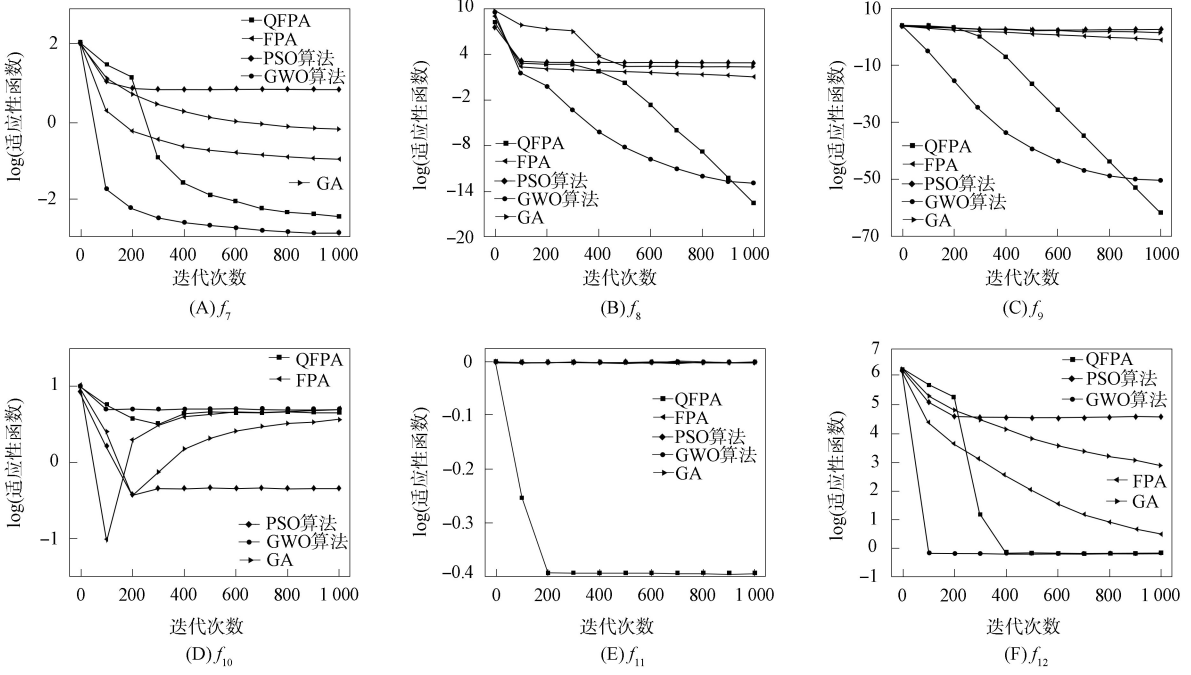 log(适应性函数)
2
0
−2
QFPA
FPA
PSO算法
GWO算法
GA
0 200 400 600 800 1 000
迭代次数
(A) f7
log(适应性函数)
10
4
−2
−8
−14
−20
QFPA
FPA
PSO算法
GWO算法
GA
0 200 400 600 800 1 000
迭代次数
(B) f8
log(适应性函数)
10
−10
−30
−50
−70
QFPA
FPA
PSO算法
GWO算法
GA
0 200 400 600 800 1000
迭代次数
(C) f9
log(适应性函数)
1
0
−1
QFPA
FPA
PSO算法
GWO算法
GA
0 200 400 600 800 1 000
迭代次数
(D) f10
log(适应性函数)
0
−0.1
−0.2
−0.3
−0.4
QFPA
FPA
PSO算法
GWO算法
GA
0 200 400 600 800 1 000
迭代次数
(E) f11
log(适应性函数)
7
6
5
4
3
2
1
0
−1
QFPA
PSO算法
GWO算法
FPA
GA
0 200 400 600 800 1 000
迭代次数
(F) f12